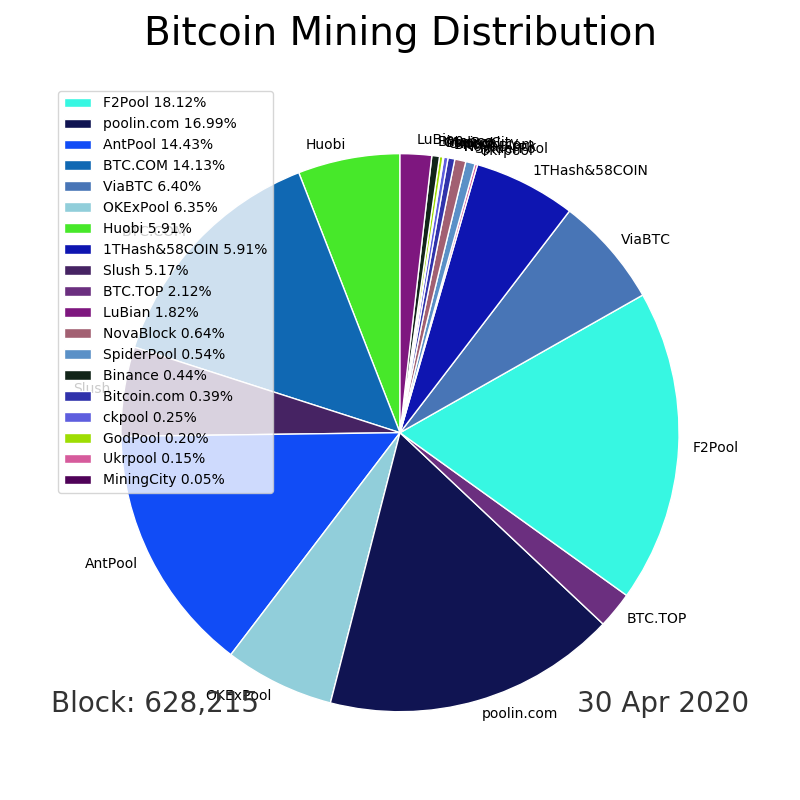 Bitcoin Mining Distribution
F2Pool 18.12%
poolin.com 16.99%
AntPool 14.43%
BTC.COM 14.13%
ViaBTC 6.40%
OKExPool 6.35%
Huobi 5.91%
1THash&58COIN 5.91%
Slush 5.17%
BTC.TOP 2.12%
LuBian 1.82%
NovaBlock 0.64%
SpiderPool 0.54%
Binance 0.44%
Bitcoin.com 0.39%
ckpool 0.25%
GodPool 0.20%
Ukrpool 0.15%
MiningCity 0.05%
Huobi
LuBian
1THash&58COIN
ViaBTC
Slush
F2Pool
AntPool
BTC.TOP
OKExPool
poolin.com
Block: 628,215
30 Apr 2020